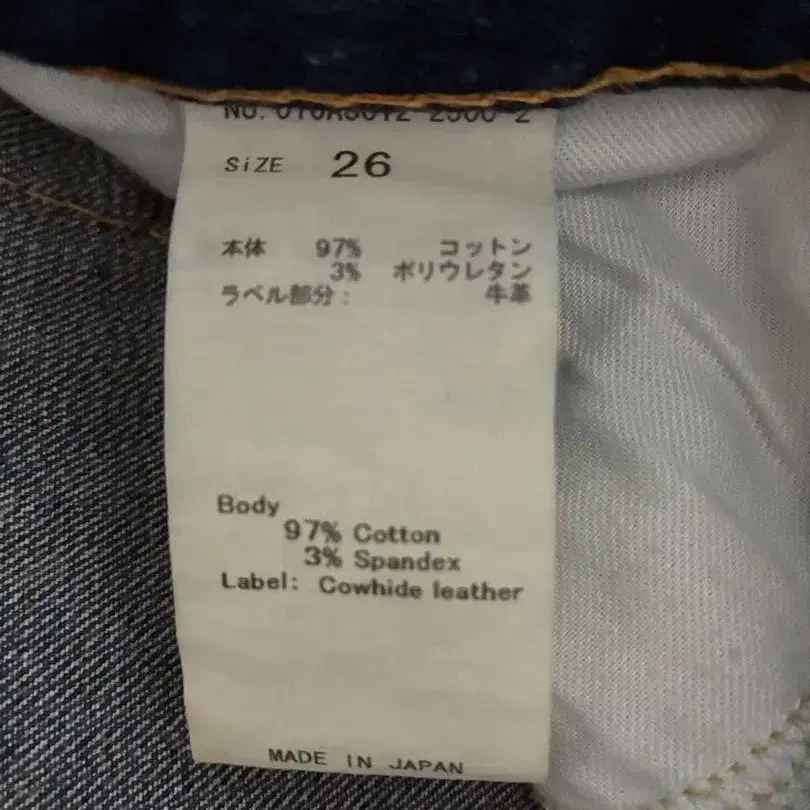 No.
SiZE 26
本体 97% コットン
3% ポリウレタン
ラベル部分: 牛革
Body
97% Cotton
3% Spandex
Label: Cowhide leather
MADE IN JAPAN